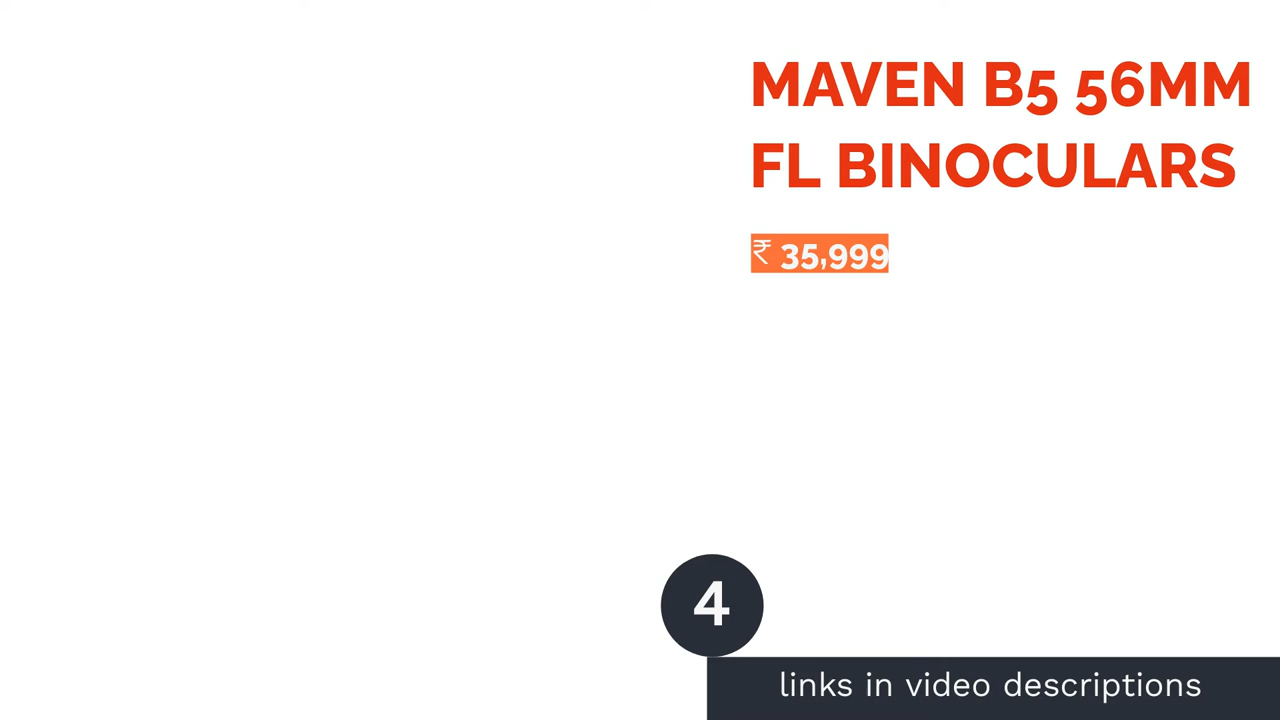 MAVEN B5 56MM
FL BINOCULARS
₹ 35,999
4
links in video descriptions